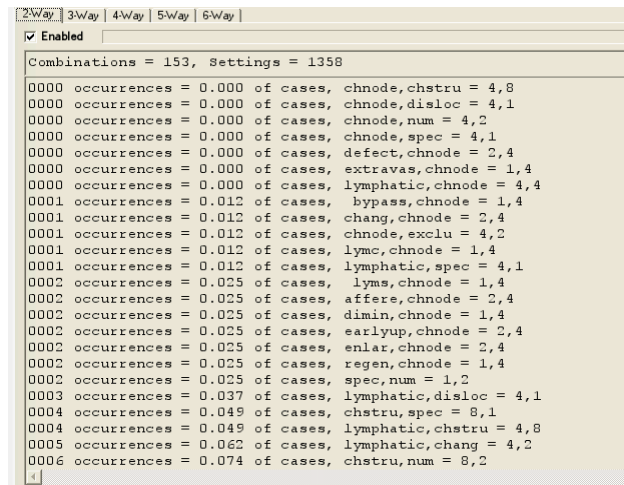 2-Way 3-Way 4-Way 5-Way 6-Way
Enabled
Combinations = 153, Settings = 1358
0000 occurrences = 0.000 of cases, chnode,chstru = 4,8
0000 occurrences = 0.000 of cases, chnode,disloc = 4,1
0000 occurrences = 0.000 of cases, chnode,num = 4,2
0000 occurrences = 0.000 of cases, chnode,spec = 4,1
0000 occurrences = 0.000 of cases, defect,chnode = 2,4
0000 occurrences = 0.000 of cases, extravas,chnode = 1,4
0000 occurrences = 0.000 of cases, lymphatic,chnode = 4,4
0001 occurrences = 0.012 of cases, bypass,chnode = 1,4
0001 occurrences = 0.012 of cases, chang,chnode = 2,4
0001 occurrences = 0.012 of cases, chnode,exclu = 4,2
0001 occurrences = 0.012 of cases, lymc,chnode = 1,4
0001 occurrences = 0.012 of cases, lymphatic,spec = 4,1
0002 occurrences = 0.025 of cases, lyms,chnode = 1,4
0002 occurrences = 0.025 of cases, affere,chnode = 2,4
0002 occurrences = 0.025 of cases, dimin,chnode = 1,4
0002 occurrences = 0.025 of cases, earlyup,chnode = 2,4
0002 occurrences = 0.025 of cases, enlar,chnode = 2,4
0002 occurrences = 0.025 of cases, regen,chnode = 1,4
0002 occurrences = 0.025 of cases, spec,num = 1,2
0003 occurrences = 0.037 of cases, lymphatic,disloc = 4,1
0004 occurrences = 0.049 of cases, chstru,spec = 8,1
0004 occurrences = 0.049 of cases, lymphatic,chstru = 4,8
0005 occurrences = 0.062 of cases, lymphatic,chang = 4,2
0006 occurrences = 0.074 of cases, chstru,num = 8,2